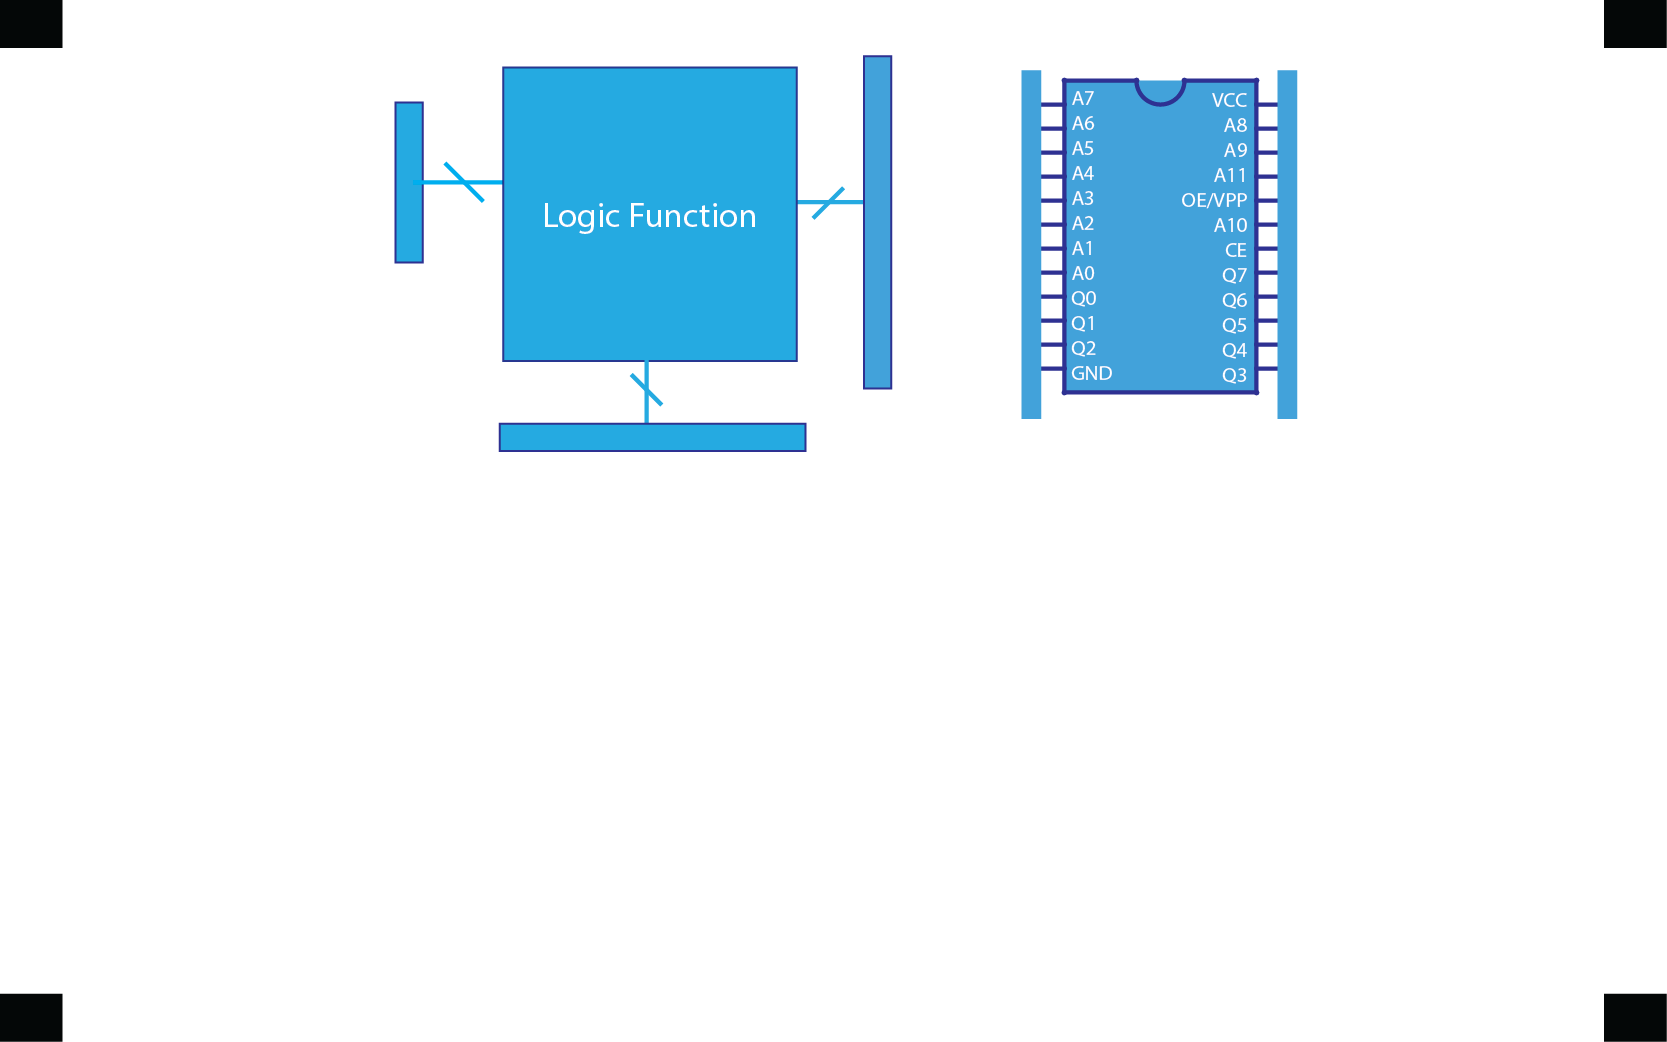 Logic Function
A7
A6
A5
A4
A3
A2
A1
A0
Q0
Q1
Q2
GND
VCC
A8
A9
A11
OE/VPP
A10
CE
Q7
Q6
Q5
Q4
Q3